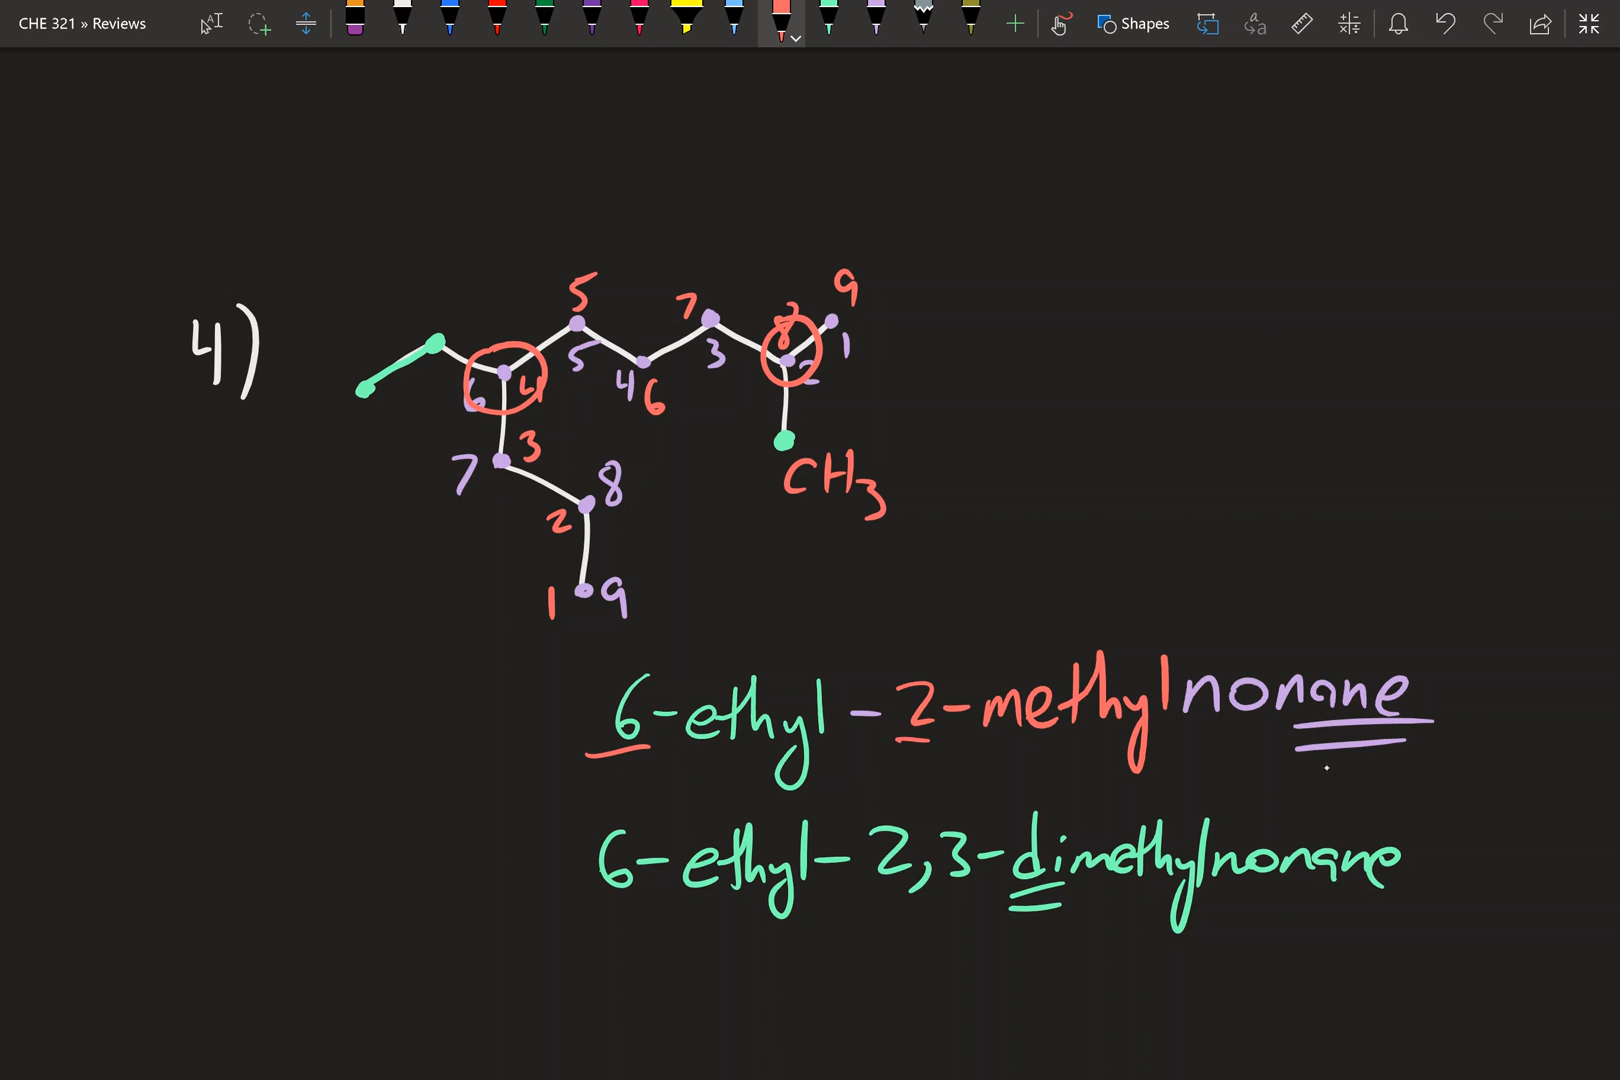 CHE 321 » Reviews
Shapes
4)
5 7 8 9
6 4 5 4 6 3 2 1
7 3
2 8
1 9
CH3
6-ethyl-2-methylnonane
6-ethyl-2,3-dimethylnonane